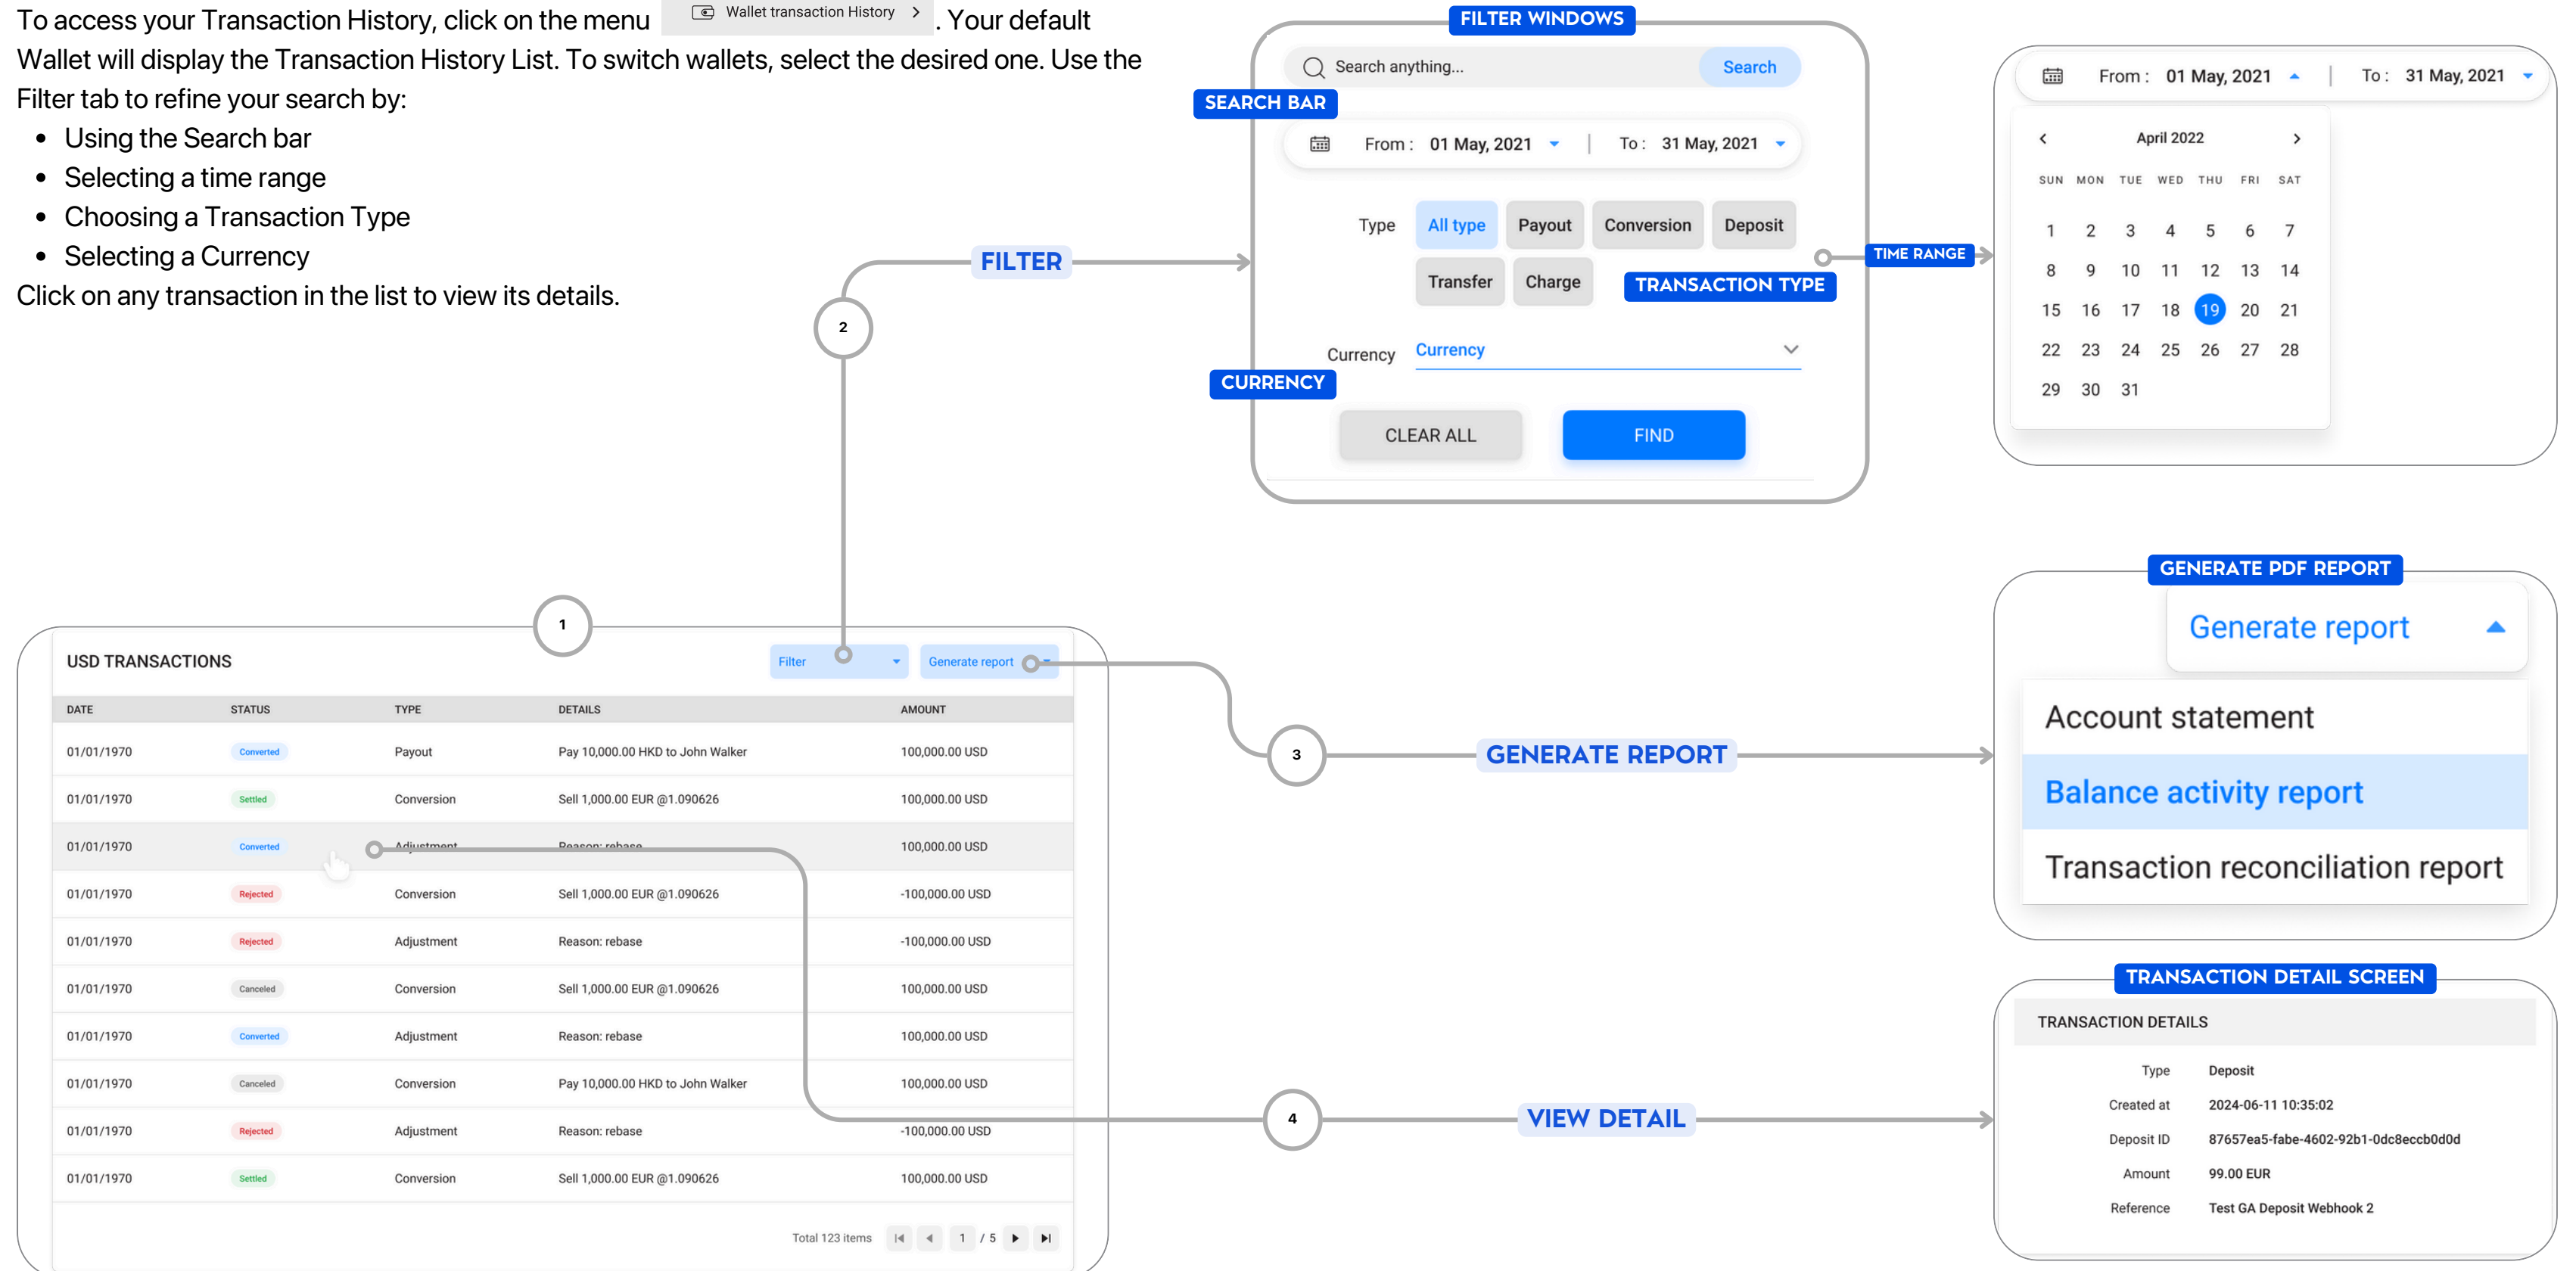 To access your Transaction History, click on the menu Wallet transaction History > . Your default
Wallet will display the Transaction History List. To switch wallets, select the desired one. Use the
Filter tab to refine your search by:
• Using the Search bar
• Selecting a time range
• Choosing a Transaction Type
• Selecting a Currency
Click on any transaction in the list to view its details.
2
FILTER
FILTER WINDOWS
Search anything... Search
SEARCH BAR
From : 01 May, 2021 | To : 31 May, 2021
Type All type Payout Conversion Deposit
Transfer Charge
TRANSACTION TYPE
Currency Currency
CURRENCY
CLEAR ALL FIND
TIME RANGE
From : 01 May, 2021 | To : 31 May, 2021
< April 2022 >
SUN MON TUE WED THU FRI SAT
1 2 3 4 5 6 7
8 9 10 11 12 13 14
15 16 17 18 19 20 21
22 23 24 25 26 27 28
29 30 31
1
USD TRANSACTIONS Filter Generate report
DATE STATUS TYPE DETAILS AMOUNT
01/01/1970 Converted Payout Pay 10,000.00 HKD to John Walker 100,000.00 USD
01/01/1970 Settled Conversion Sell 1,000.00 EUR @1.090626 100,000.00 USD
01/01/1970 Converted Adjustment Reason: rebase 100,000.00 USD
01/01/1970 Rejected Conversion Sell 1,000.00 EUR @1.090626 -100,000.00 USD
01/01/1970 Rejected Adjustment Reason: rebase -100,000.00 USD
01/01/1970 Canceled Conversion Sell 1,000.00 EUR @1.090626 100,000.00 USD
01/01/1970 Converted Adjustment Reason: rebase 100,000.00 USD
01/01/1970 Canceled Conversion Pay 10,000.00 HKD to John Walker 100,000.00 USD
01/01/1970 Rejected Adjustment Reason: rebase -100,000.00 USD
01/01/1970 Settled Conversion Sell 1,000.00 EUR @1.090626 100,000.00 USD
Total 123 items 1 / 5
3
GENERATE REPORT
GENERATE PDF REPORT
Generate report
Account statement
Balance activity report
Transaction reconciliation report
4
VIEW DETAIL
TRANSACTION DETAIL SCREEN
TRANSACTION DETAILS
Type Deposit
Created at 2024-06-11 10:35:02
Deposit ID 87657ea5-fabe-4602-92b1-0dc8eccb0d0d
Amount 99.00 EUR
Reference Test GA Deposit Webhook 2